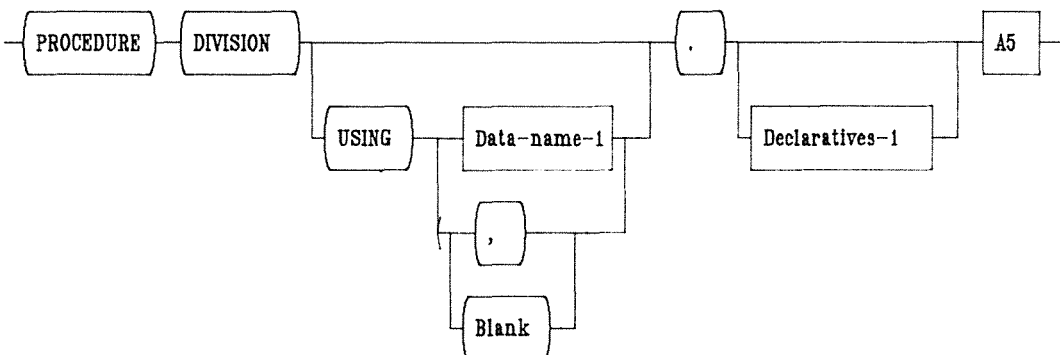 PROCEDURE DIVISION . A5
USING Data-name-1 Declaratives-1
,
Blank